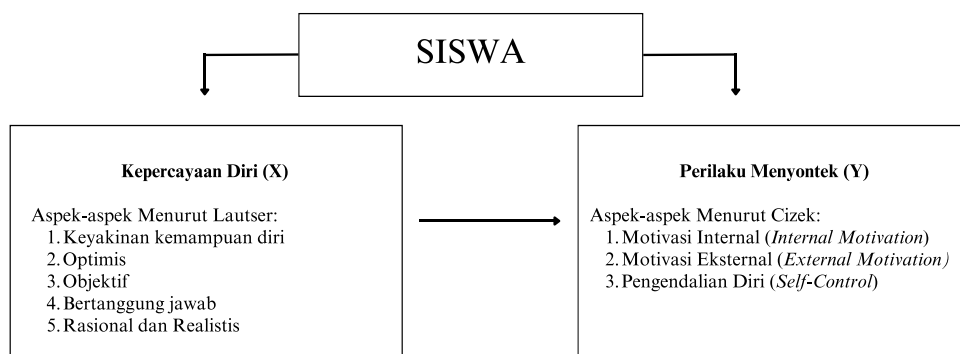 SISWA
Kepercayaan Diri (X)
Aspek-aspek Menurut Lautser:
1. Keyakinan kemampuan diri
2. Optimis
3. Objektif
4. Bertanggung jawab
5. Rasional dan Realistis
Perilaku Menyontek (Y)
Aspek-aspek Menurut Cizek:
1. Motivasi Internal (Internal Motivation)
2. Motivasi Eksternal (External Motivation)
3. Pengendalian Diri (Self-Control)